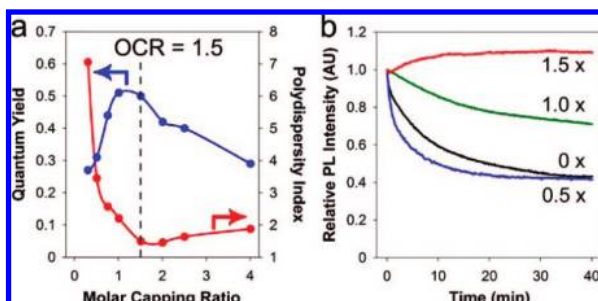 a
OCR = 1.5
Quantum Yield
0.7
0.6
0.5
0.4
0.3
0.2
0.1
0
8
7
6
5
4
3
2
1
Polydispersity Index
0 1 2 3 4
Molar Capping Ratio
b
Relative PL Intensity (AU)
1.2
1.0
0.8
0.6
0.4
0.2
0
1.5 x
1.0 x
0 x
0.5 x
0 10 20 30 40
Time (min)